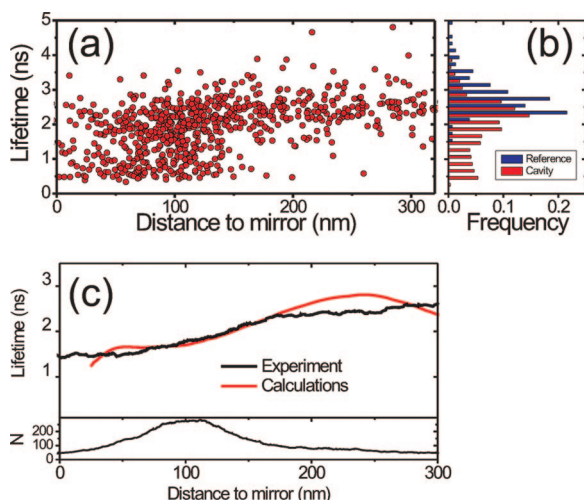 (a)
(b)
Lifetime (ns)
5
4
3
2
1
0
0
100
200
300
Distance to mirror (nm)
Reference
Cavity
0.0
0.1
0.2
Frequency
(c)
Lifetime (ns)
3
2
1
Experiment
Calculations
N
200
100
0
0
100
200
300
Distance to mirror (nm)